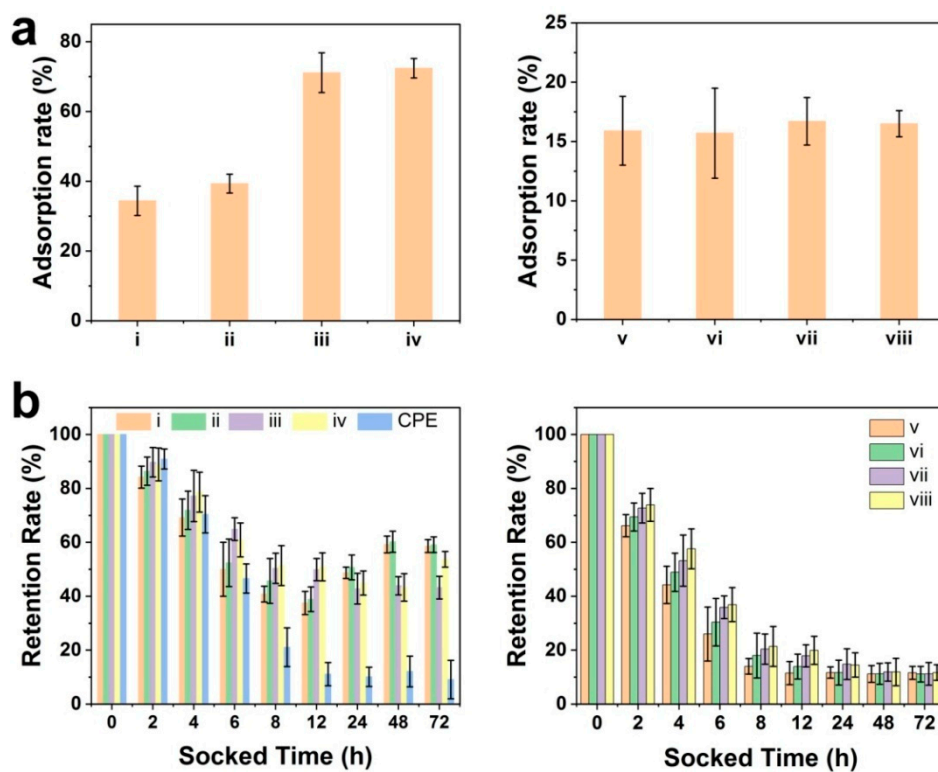 a
Adsorption rate (%)
80
60
40
20
0
i ii iii iv
Adsorption rate (%)
25
20
15
10
5
0
v vi vii viii
b
Retention Rate (%)
100
80
60
40
20
0
i ii iii iv CPE
0 2 4 6 8 12 24 48 72
Socked Time (h)
Retention Rate (%)
100
80
60
40
20
0
v
vi
vii
viii
0 2 4 6 8 12 24 48 72
Socked Time (h)